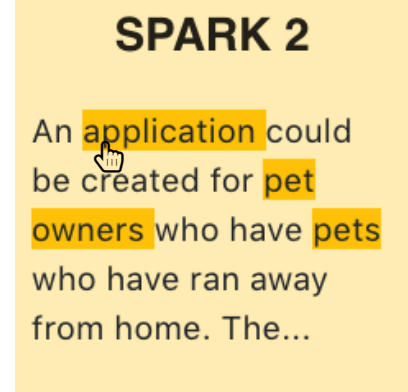 SPARK 2
An application could
be created for pet
owners who have pets
who have ran away
from home. The...